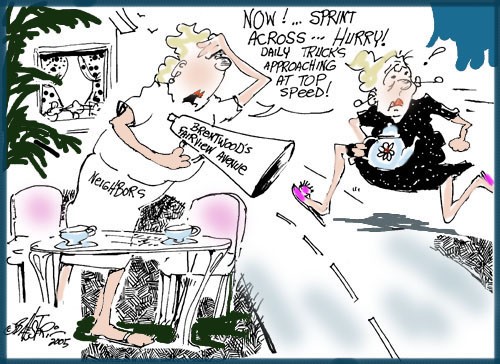 NOW!... SPRINT
ACROSS... HURRY!
DAILY TRUCKS
APPROACHING
AT TOP
SPEED!
BRENTWOOD'S
FAIRVIEW AVENUE
NEIGHBORS
2005